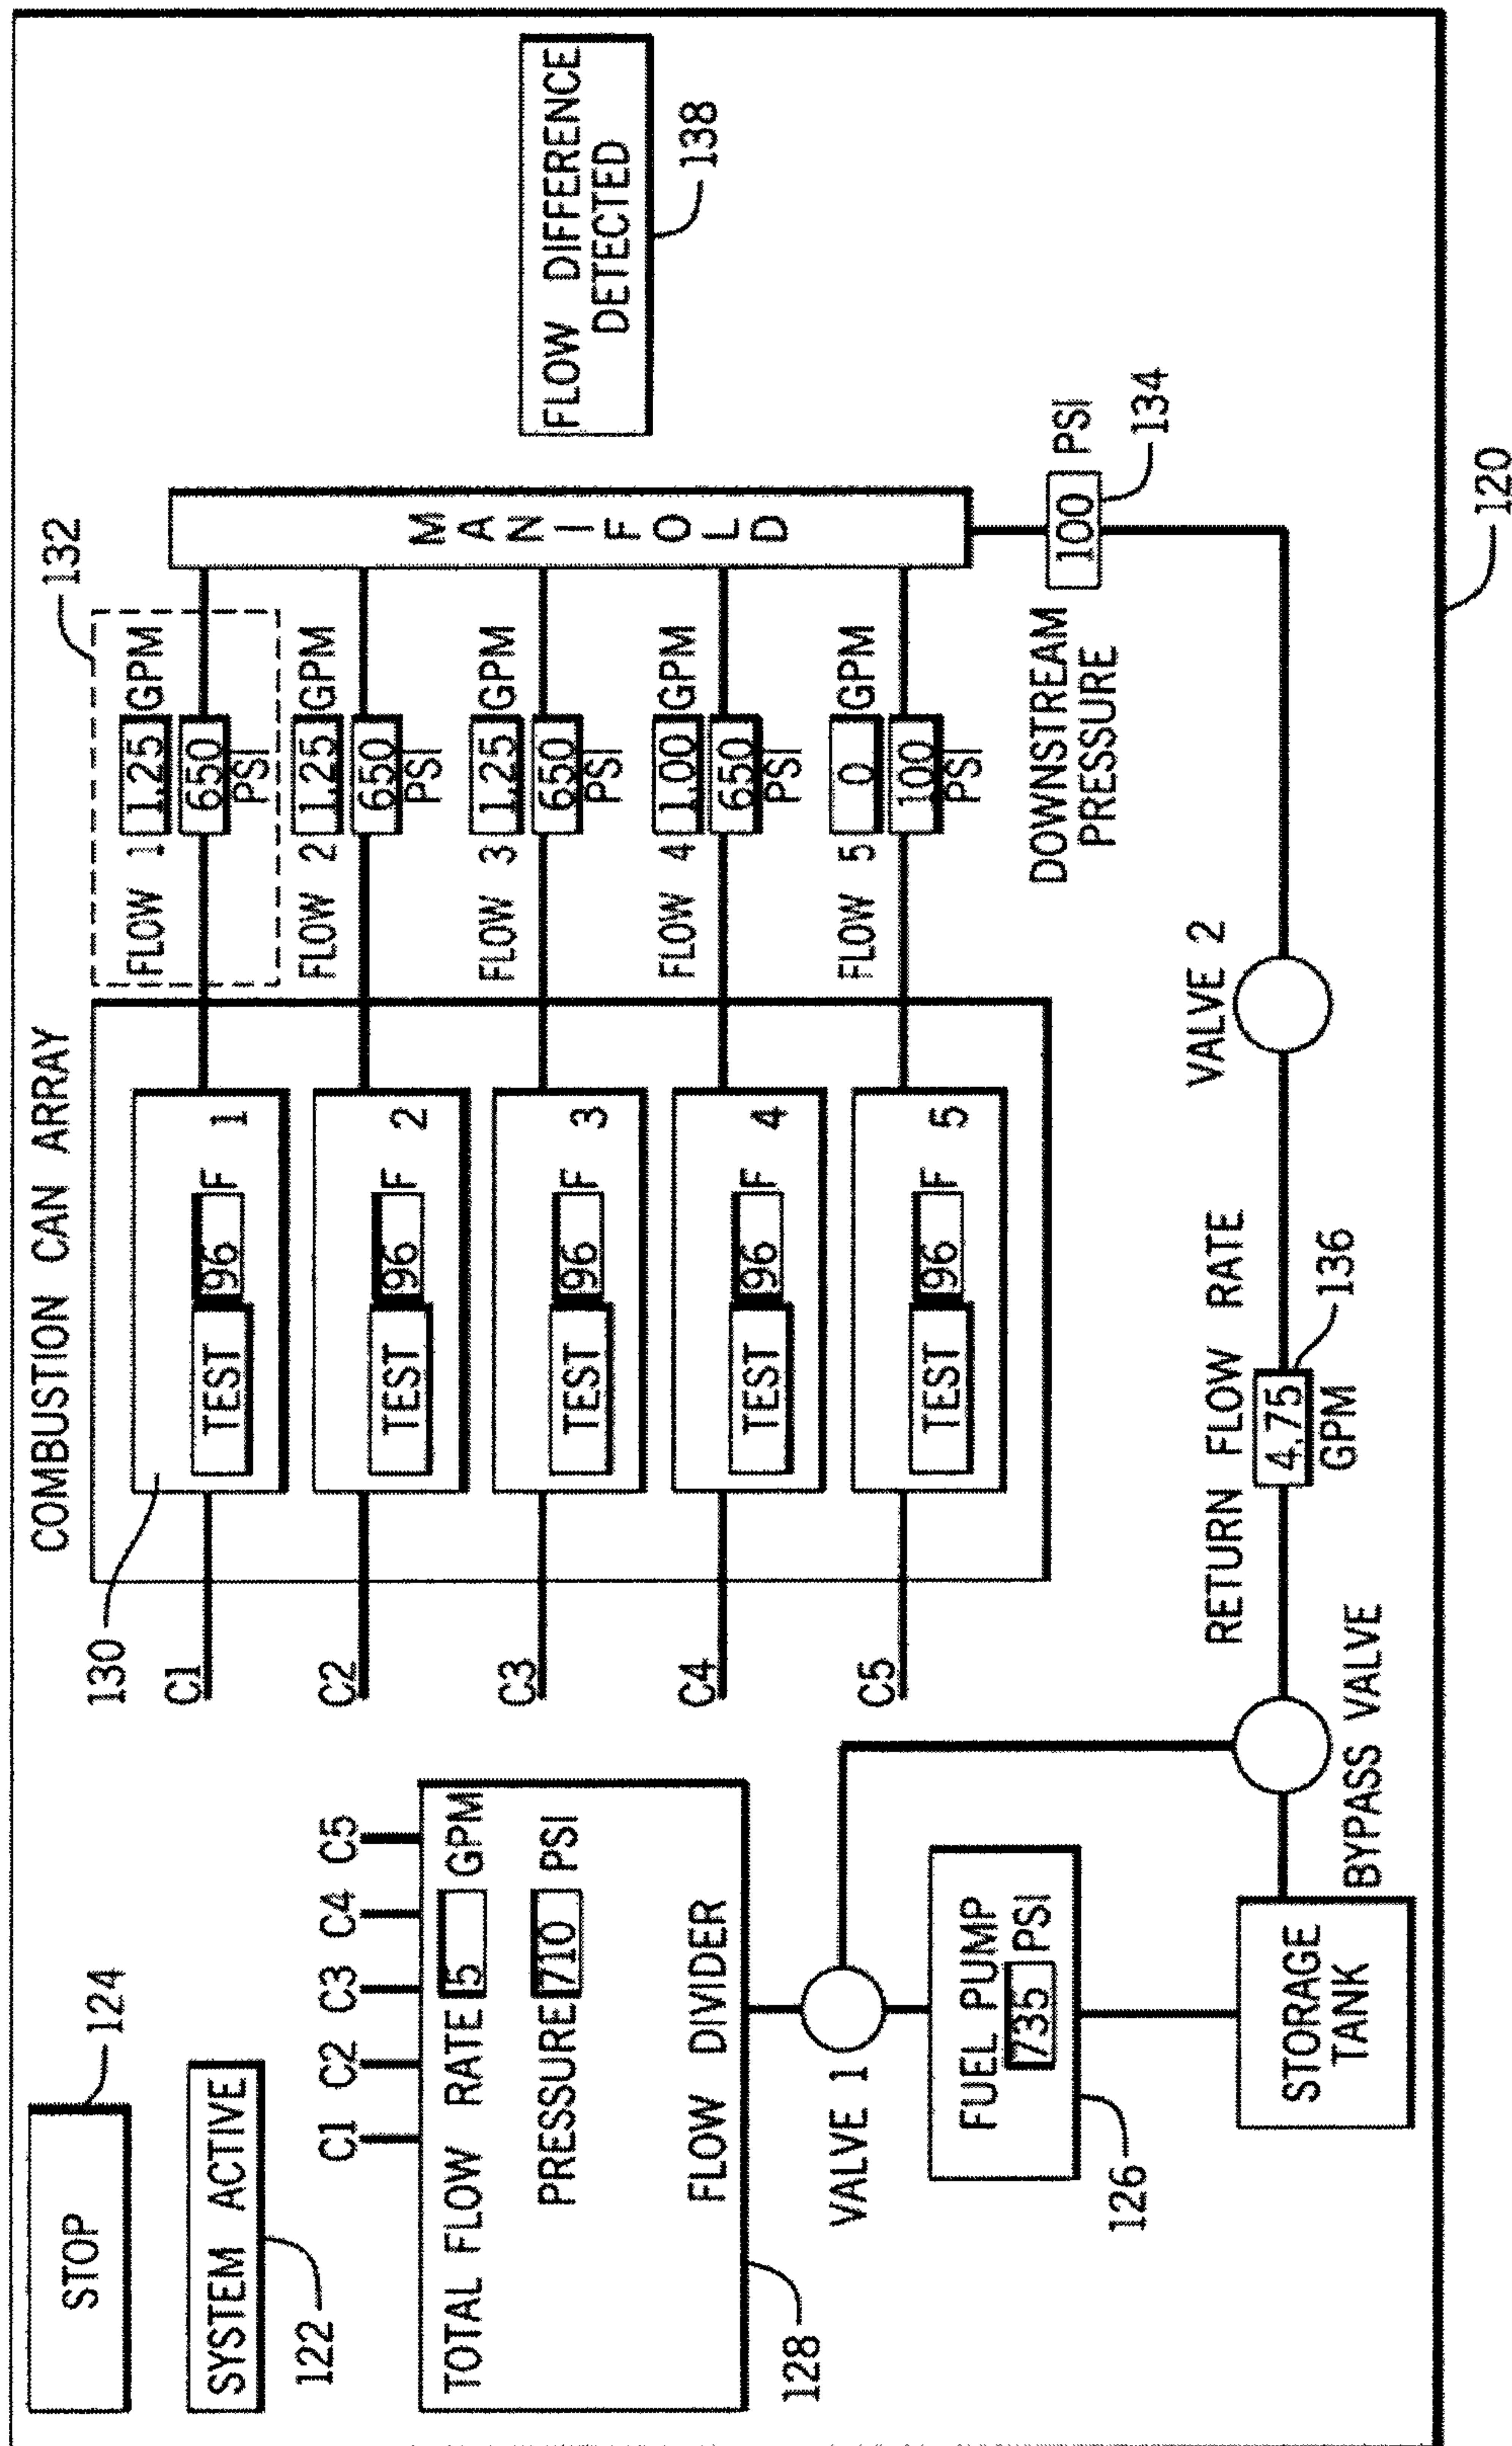 STOP
124
SYSTEM ACTIVE
122
C1 C2 C3 C4 C5
TOTAL FLOW RATE 5 GPM
PRESSURE 710 PSI
FLOW DIVIDER
128
VALVE 1
FUEL PUMP
735 PSI
126
STORAGE
TANK
BYPASS VALVE
COMBUSTION CAN ARRAY
130
C1
TEST 96 F 1
C2
TEST 96 F 2
C3
TEST 96 F 3
C4
TEST 96 F 4
C5
TEST 96 F 5
132
FLOW 1 1.25 GPM
650
PSI
FLOW 2 1.25 GPM
650
PSI
FLOW 3 1.25 GPM
650
PSI
FLOW 4 1.00 GPM
650
PSI
FLOW 5 0 GPM
100
PSI
MANIFOLD
DOWNSTREAM
PRESSURE
100 PSI
134
VALVE 2
RETURN FLOW RATE
4.75
GPM
136
FLOW DIFFERENCE
DETECTED
138
120